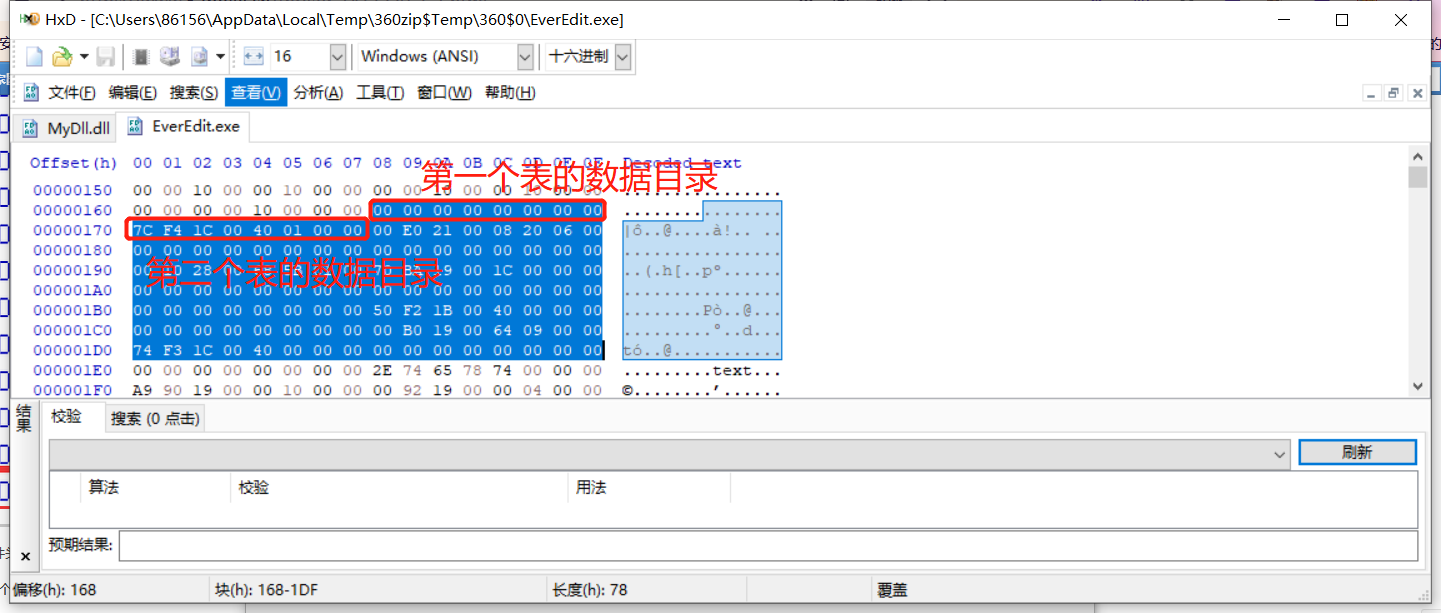 HxD - [C:\Users\86156\AppData\Local\Temp\360zip$Temp\360$0\EverEdit.exe]
16 Windows (ANSI) 十六进制
文件(F) 编辑(E) 搜索(S) 查看(V) 分析(A) 工具(T) 窗口(W) 帮助(H)
MyDll.dll EverEdit.exe
Offset(h) 00 01 02 03 04 05 06 07 08 09 0A 0B 0C 0D 0E 0F Decoded text
第一个表的数据目录
00000150 00 00 10 00 00 10 00 00 00 00 10 00 00 10 00 00 ................
00000160 00 00 00 00 10 00 00 00 00 00 00 00 00 00 00 00 ................
00000170 7C F4 1C 00 40 01 00 00 00 E0 21 00 08 20 06 00 |ô..@....à!.. ..
00000180 00 00 00 00 00 00 00 00 00 00 00 00 00 00 00 00 ................
第二个表的数据目录
00000190 00 28 00 00 1C 00 00 ..(.h[..pº......
000001A0 00 00 00 00 00 00 00 00 00 00 00 00 00 00 00 00 ................
000001B0 00 00 00 00 00 00 00 00 50 F2 1B 00 40 00 00 00 ........Pò..@...
000001C0 00 00 00 00 00 00 00 00 00 B0 19 00 64 09 00 00 .........°..d...
000001D0 74 F3 1C 00 40 00 00 00 00 00 00 00 00 00 00 00 tó..@...........
000001E0 00 00 00 00 00 00 00 00 2E 74 65 78 74 00 00 00 .........text...
000001F0 A9 90 19 00 00 10 00 00 00 92 19 00 00 04 00 00 ©........’......
结果
校验 搜索 (0 点击)
刷新
算法 校验 用法
预期结果:
偏移(h): 168 块(h): 168-1DF 长度(h): 78 覆盖